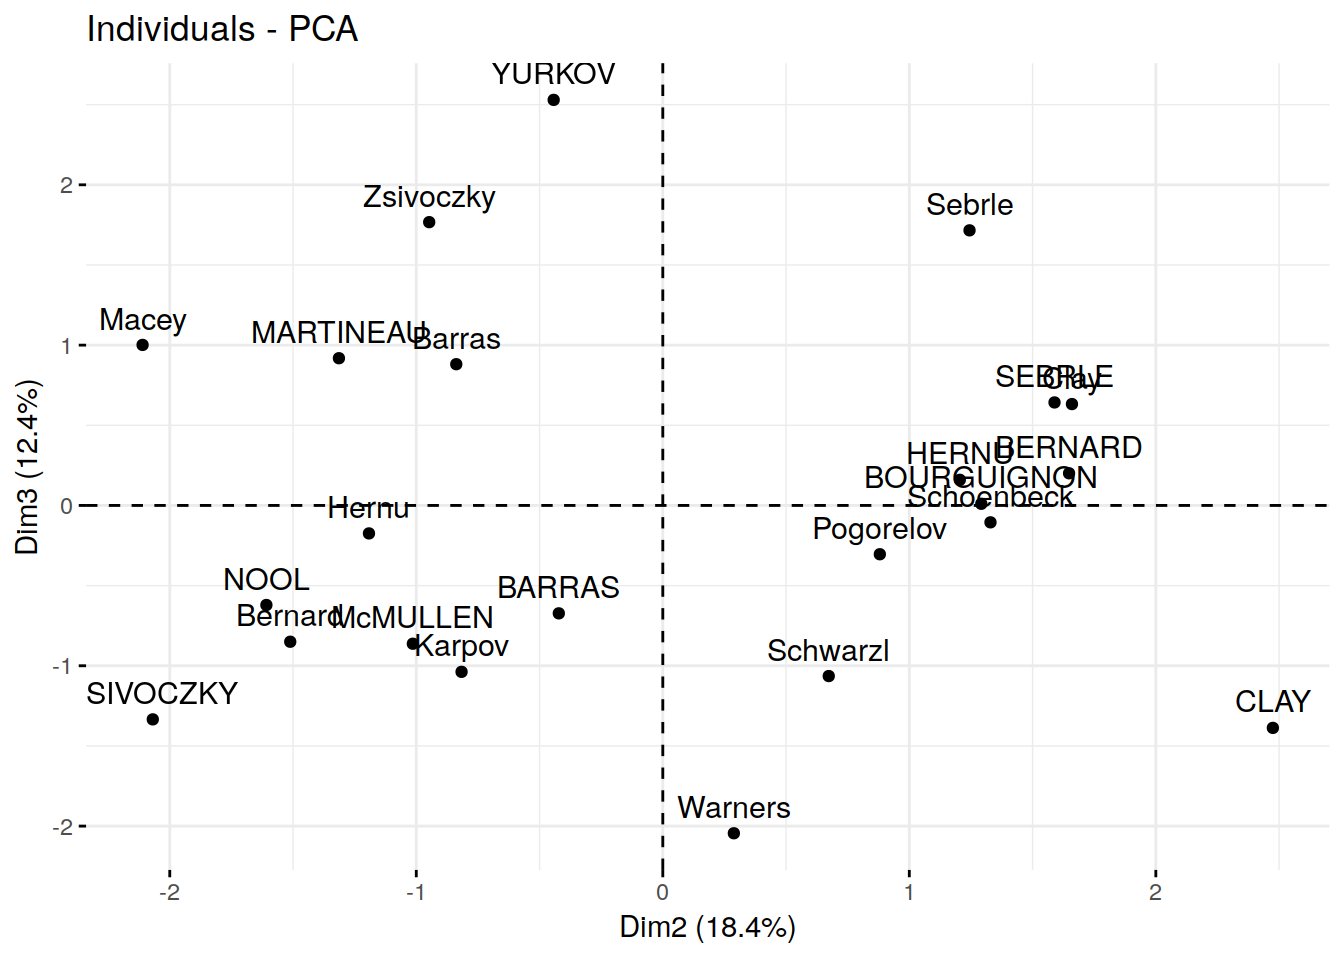 Individuals - PCA
YURKOV
Zsivoczky
Sebrle
Macey
MARTINEAU
Barras
SEBRLE
Clay
HERNU
BERNARD
BOURGUIGNON
Schoenbeck
Hernu
Pogorelov
NOOL
BARRAS
Bernard
McMULLEN
Karpov
Schwarzl
SIVOCZKY
CLAY
Warners
2
1
0
-1
-2
Dim3 (12.4%)
-2
-1
0
1
2
Dim2 (18.4%)